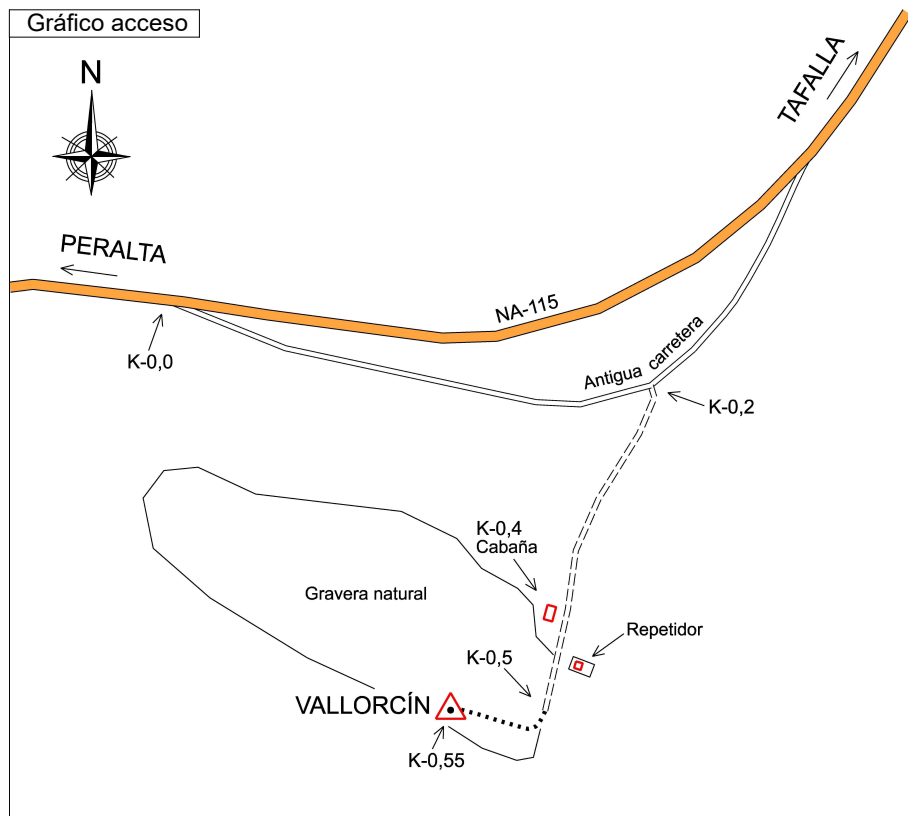 Gráfico acceso
N
TAFALLA
PERALTA
NA-115
K-0,0
Antigua carretera
K-0,2
K-0,4
Cabaña
Gravera natural
Repetidor
K-0,5
VALLORCÍN
K-0,55